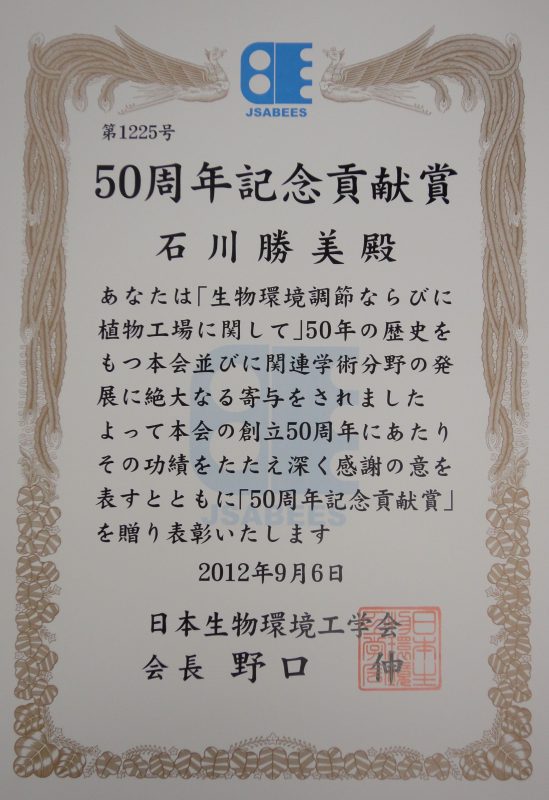 JSABEES
第1225号
50周年記念貢献賞
石川勝美殿
あなたは「生物環境調節ならびに
植物工場に関して」50年の歴史を
もつ本会並びに関連学術分野の発
展に絶大なる寄与をされました
よって本会の創立50周年にあたり
その功績をたたえ深く感謝の意を
表すとともに「50周年記念貢献賞」
を贈り表彰いたします
JSABEES
2012年9月6日
日本生物環境工学会
会長 野口 伸